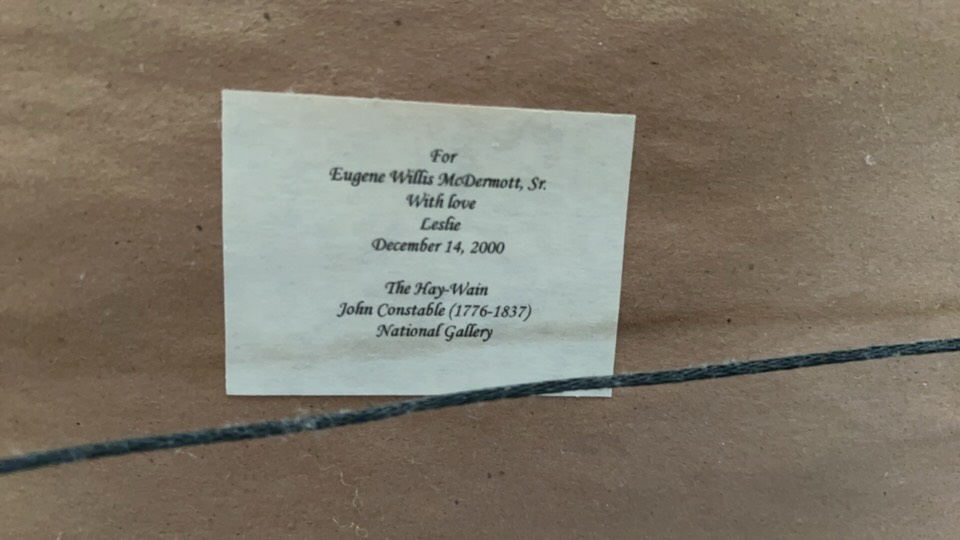 For
Eugene Willis McDermott, Sr.
With love
Leslie
December 14, 2000
The Hay-Wain
John Constable (1776-1837)
National Gallery